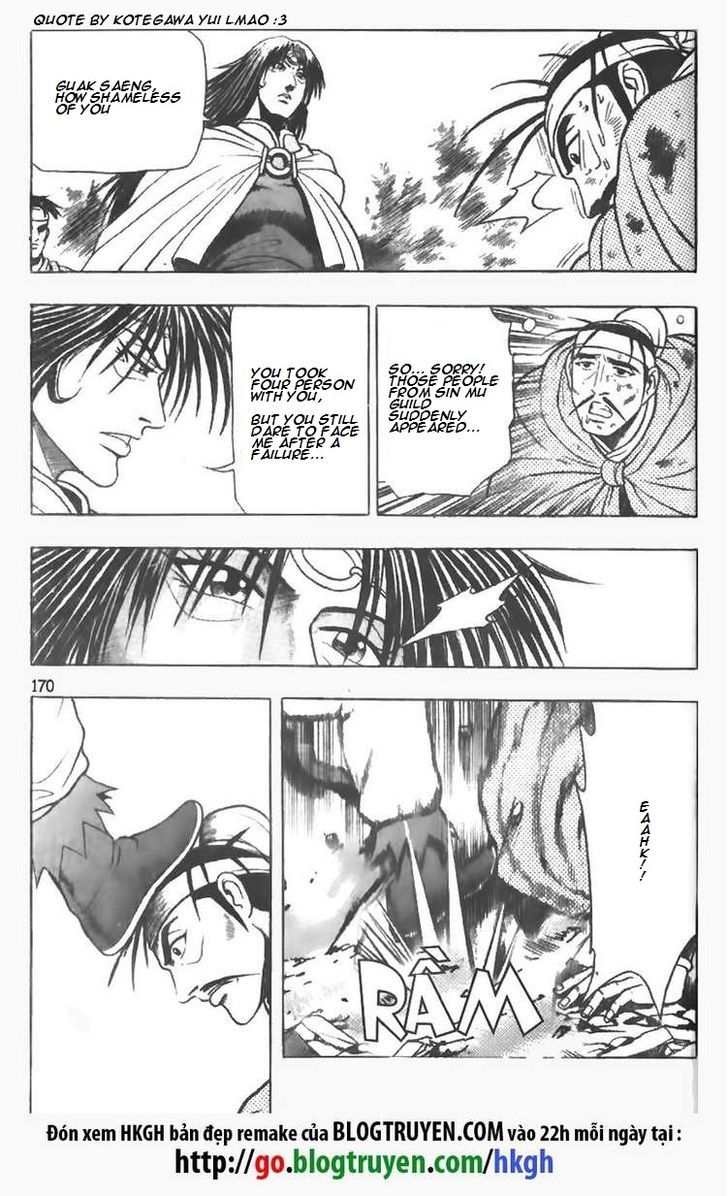 QUOTE BY KOTEGAWA YUI LMAO :3
GUAK SAENG,
HOW SHAMELESS
OF YOU
YOU TOOK
FOUR PERSON
WITH YOU,
BUT YOU STILL
DARE TO FACE
ME AFTER A
FAILURE...
SO... SORRY!
THOSE PEOPLE
FROM SIN MU
GUILD
SUDDENLY
APPEARED...
170
EAAHK!!
RẦM
Đón xem HKGH bản đẹp remake của BLOGTRUYEN.COM vào 22h mỗi ngày tại :
http://go.blogtruyen.com/hkgh